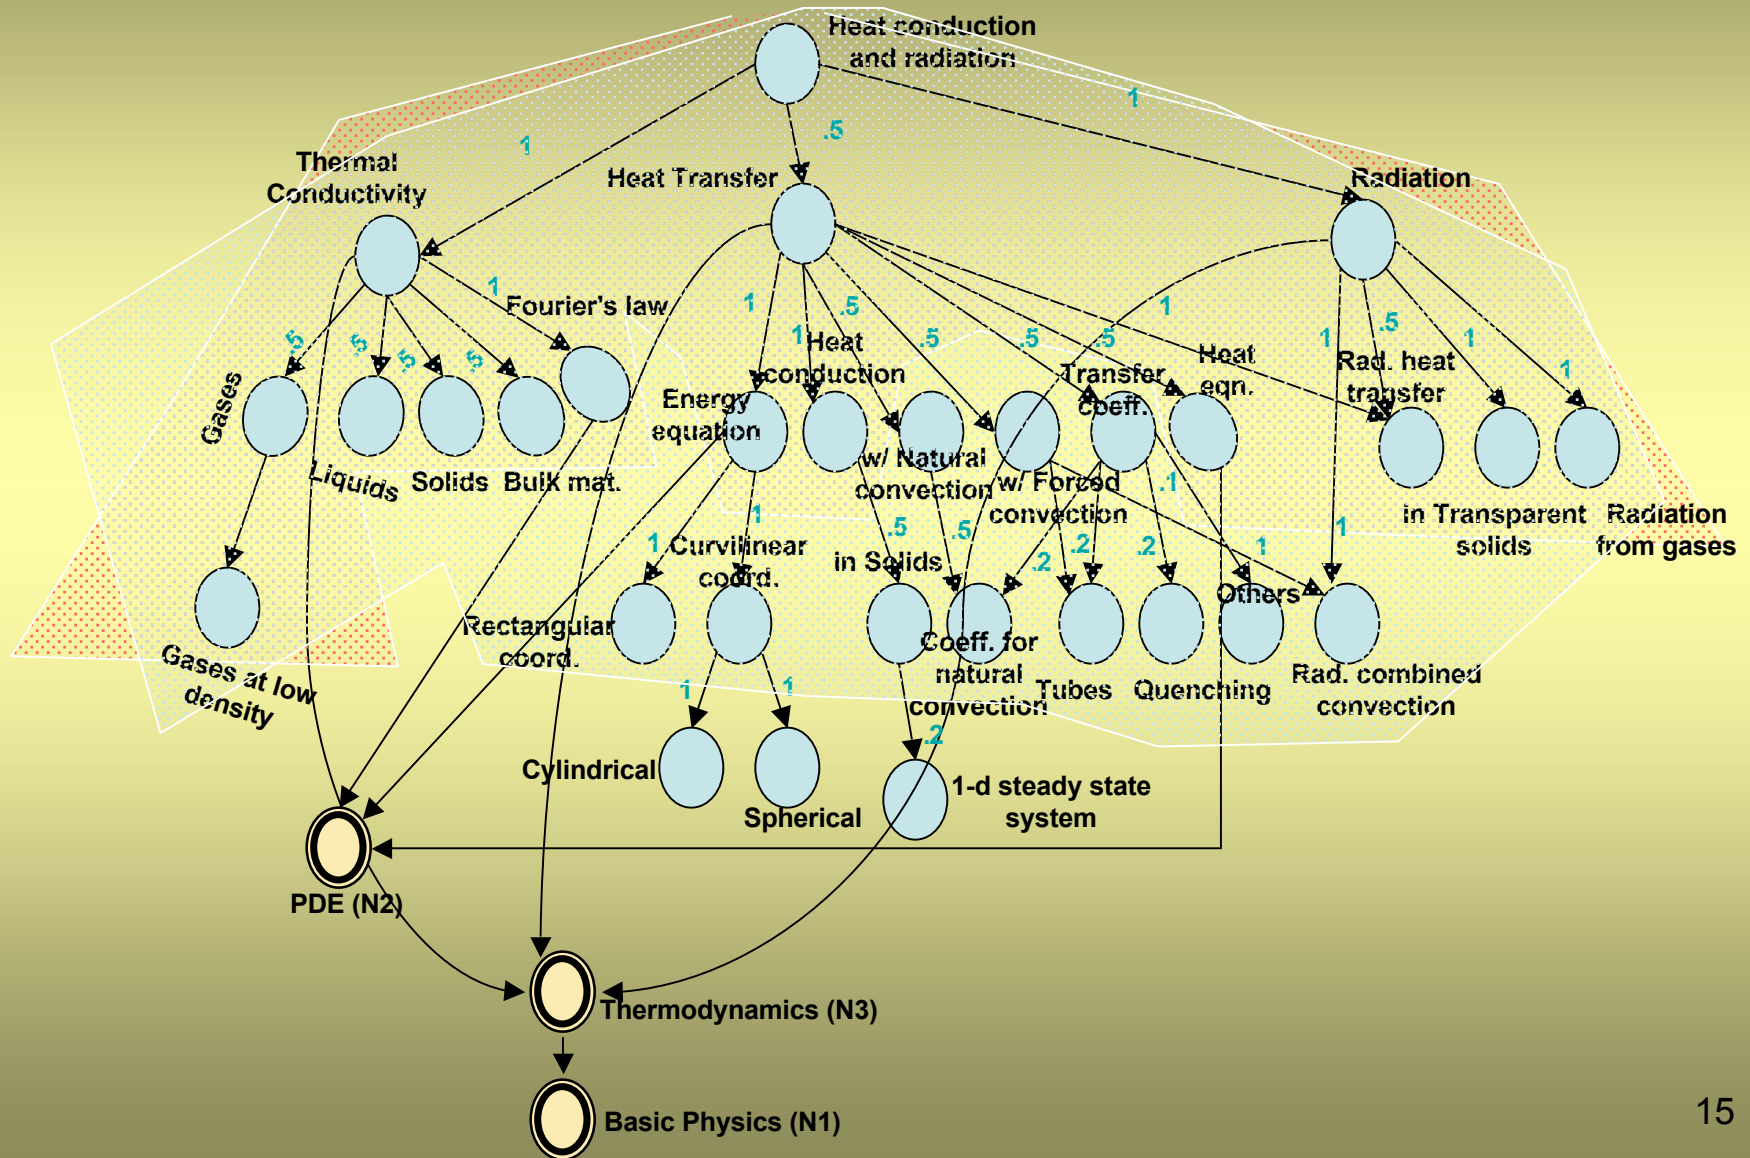 Heat conduction
and radiation
1
.5
1
Thermal
Conductivity
Heat Transfer
Radiation
1
Fourier's law
1
.5
1
.5
.5
.5
.5
1
.5
.5
.5
.5
1
1
.5
1
1
Heat
conduction
Transfer
coeff.
Heat
eqn.
Rad. heat
transfer
Gases
Energy
equation
Liquids
Solids
Bulk mat.
w/ Natural
convection
w/ Forced
convection
.1
in Transparent
solids
Radiation
from gases
1
1
.5
.5
.2
.2
.2
1
1
Curvilinear
coord.
in Solids
Others
Rectangular
coord.
Coeff. for
natural
convection
Tubes
Quenching
Rad. combined
convection
Gases at low
density
1
1
.2
Cylindrical
Spherical
1-d steady state
system
PDE (N2)
Thermodynamics (N3)
Basic Physics (N1)
15